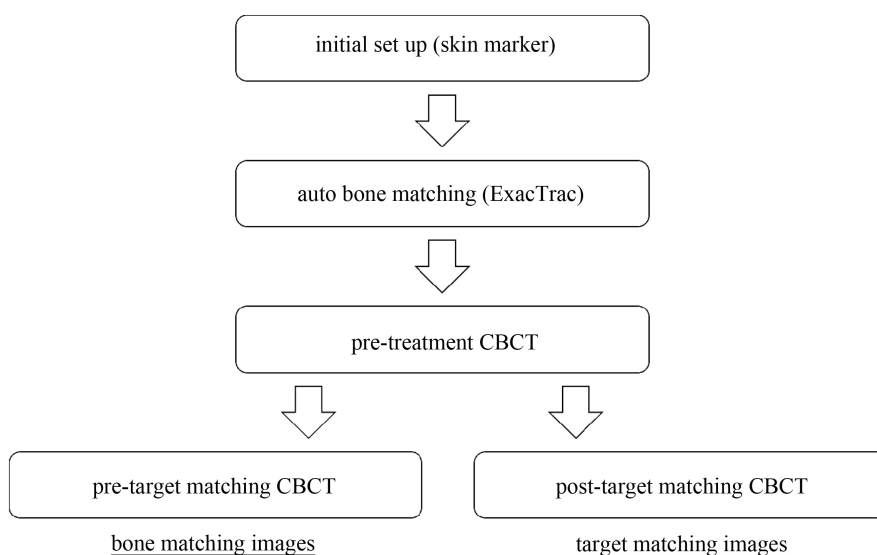 initial set up (skin marker)
auto bone matching (ExacTrac)
pre-treatment CBCT
pre-target matching CBCT
post-target matching CBCT
bone matching images
target matching images